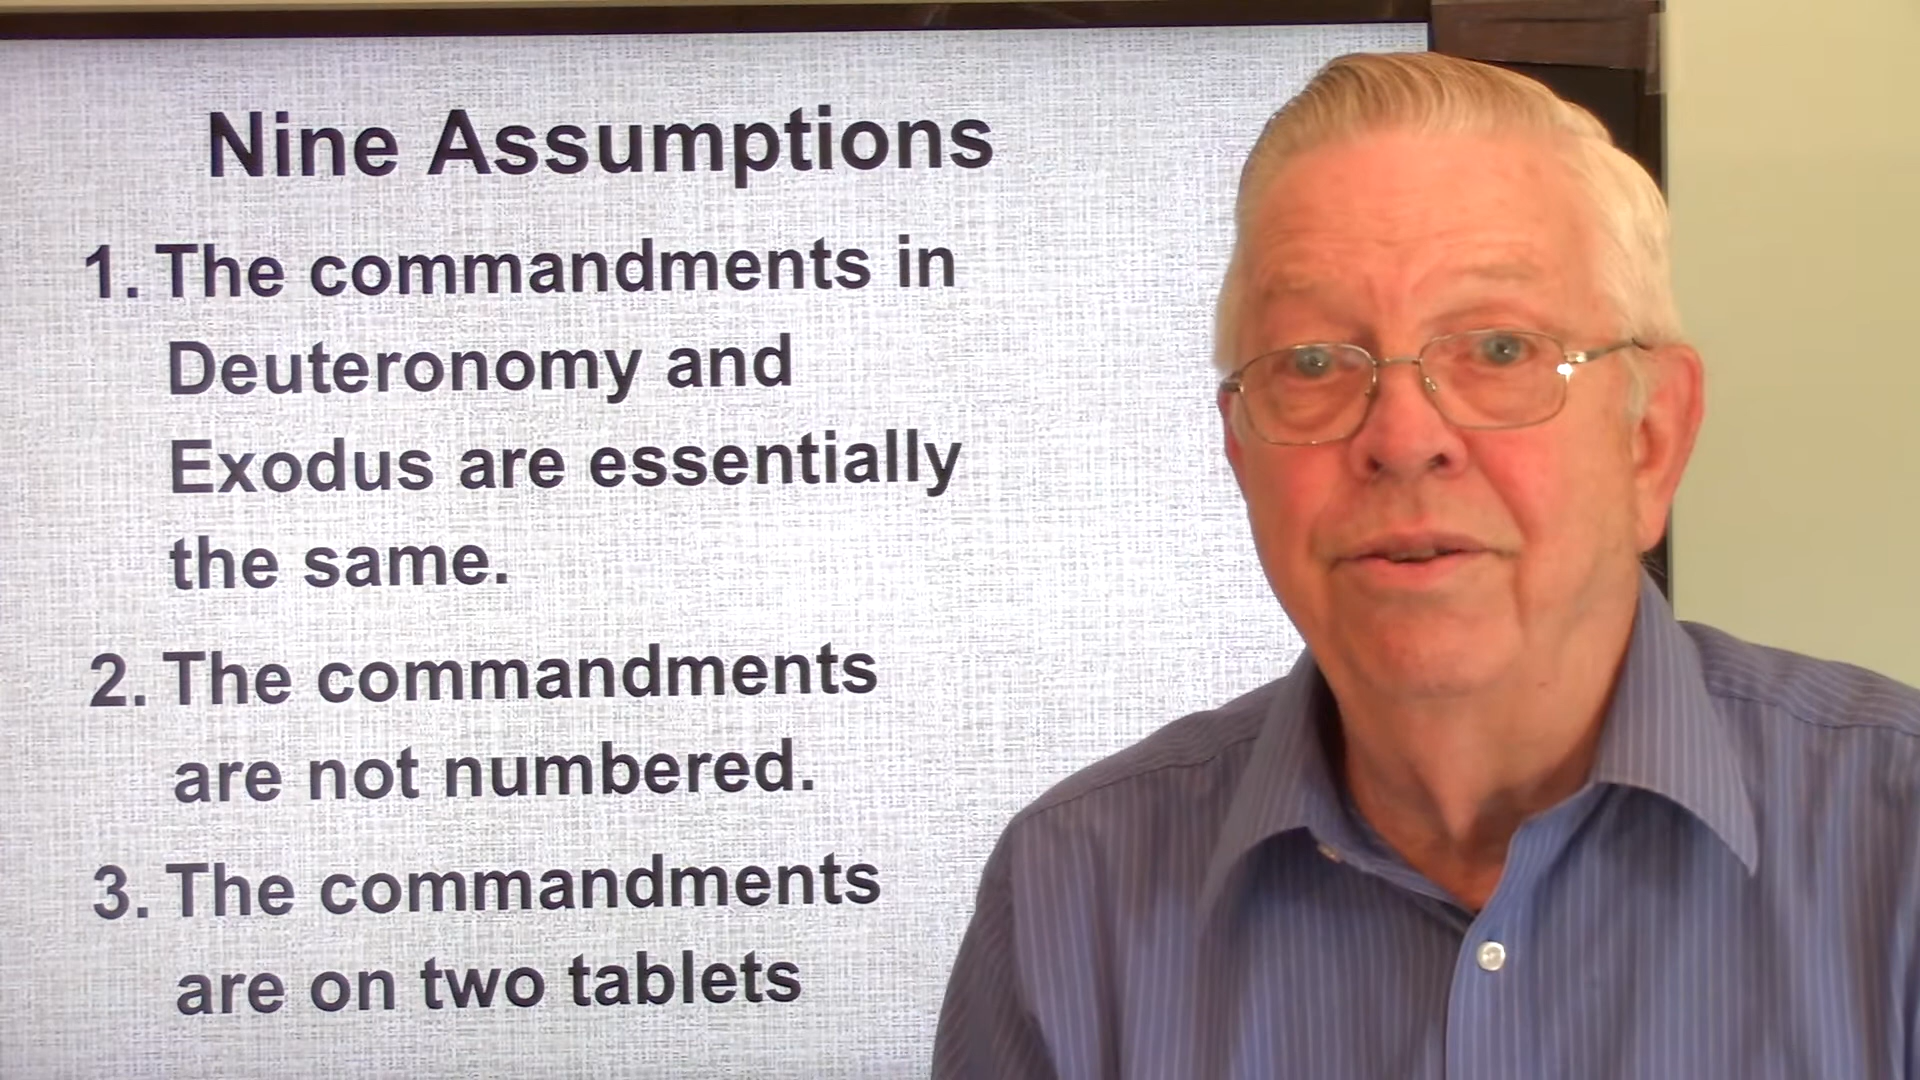 Nine Assumptions
1. The commandments in
Deuteronomy and
Exodus are essentially
the same.
2. The commandments
are not numbered.
3. The commandments
are on two tablets